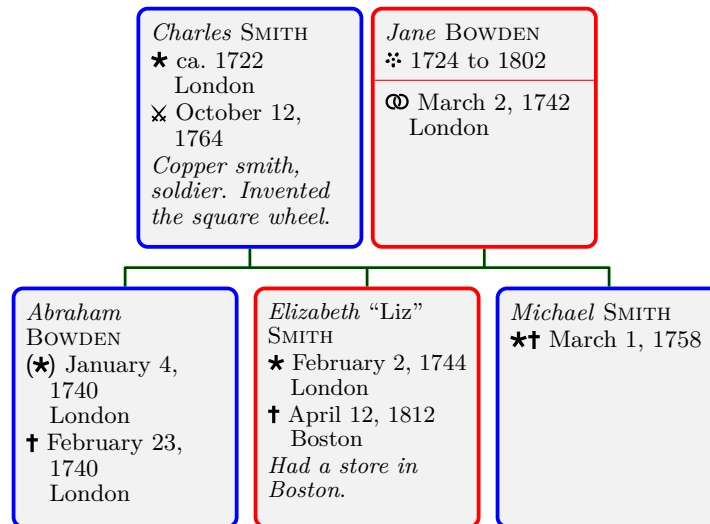 Charles SMITH
★ ca. 1722
London
⚔ October 12,
1764
Copper smith,
soldier. Invented
the square wheel.
Jane BOWDEN
⁘ 1724 to 1802
⚭ March 2, 1742
London
Abraham
BOWDEN
(★) January 4,
1740
London
✝ February 23,
1740
London
Elizabeth “Liz”
SMITH
★ February 2, 1744
London
✝ April 12, 1812
Boston
Had a store in
Boston.
Michael SMITH
★✝ March 1, 1758